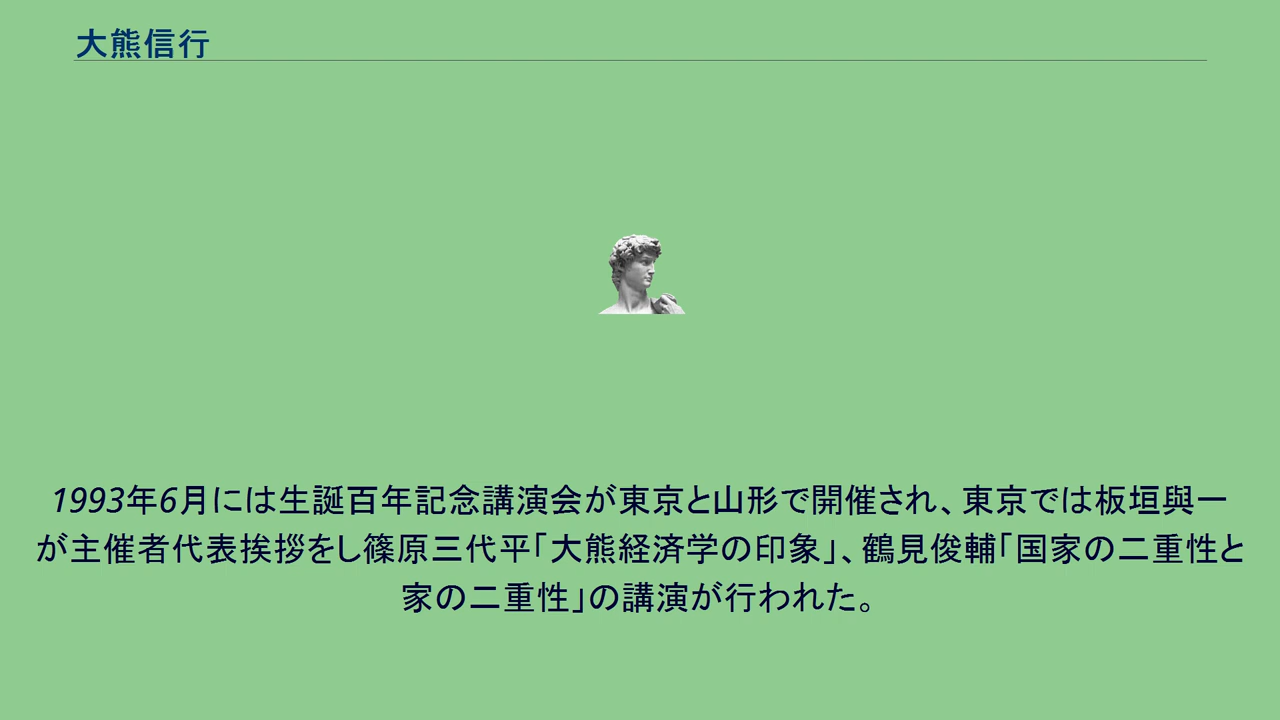 大熊信行
1993年6月には生誕百年記念講演会が東京と山形で開催され、東京では板垣與一
が主催者代表挨拶をし篠原三代平「大熊経済学の印象」、鶴見俊輔「国家の二重性と
家の二重性」の講演が行われた。